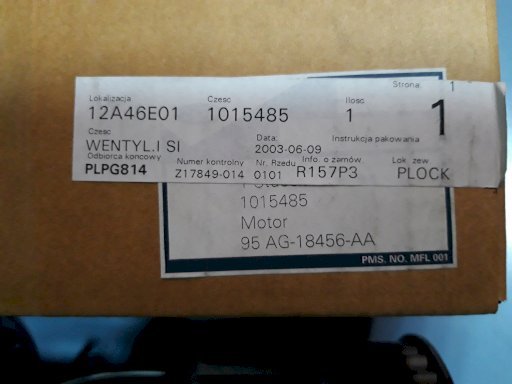 Strona: 1
Lokalizacja Czesc Ilosc
12A46E01 1015485 1 1
Czesc Data: Instrukcja pakowania
WENTYL.I SI 2003-06-09
Odbiorca koncowy Numer kontrolny Nr. Rzedu Info. o zamów. Lok. zew
PLPG814 Z17849-014 0101 R157P3 PLOCK
1015485
Motor
95 AG-18456-AA
PMS. NO. MFL 001